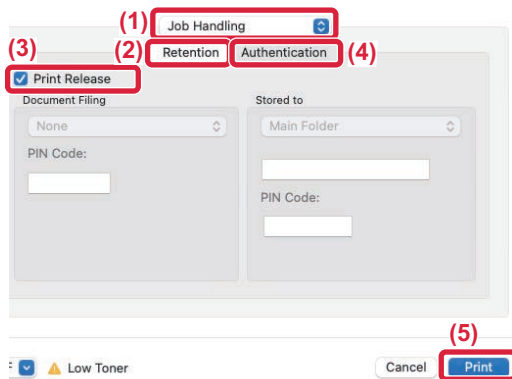 (1) Job Handling
(3) (2) Retention Authentication (4)
Print Release
Document Filing Stored to
None Main Folder
PIN Code:
PIN Code:
(5)
F Low Toner Cancel Print